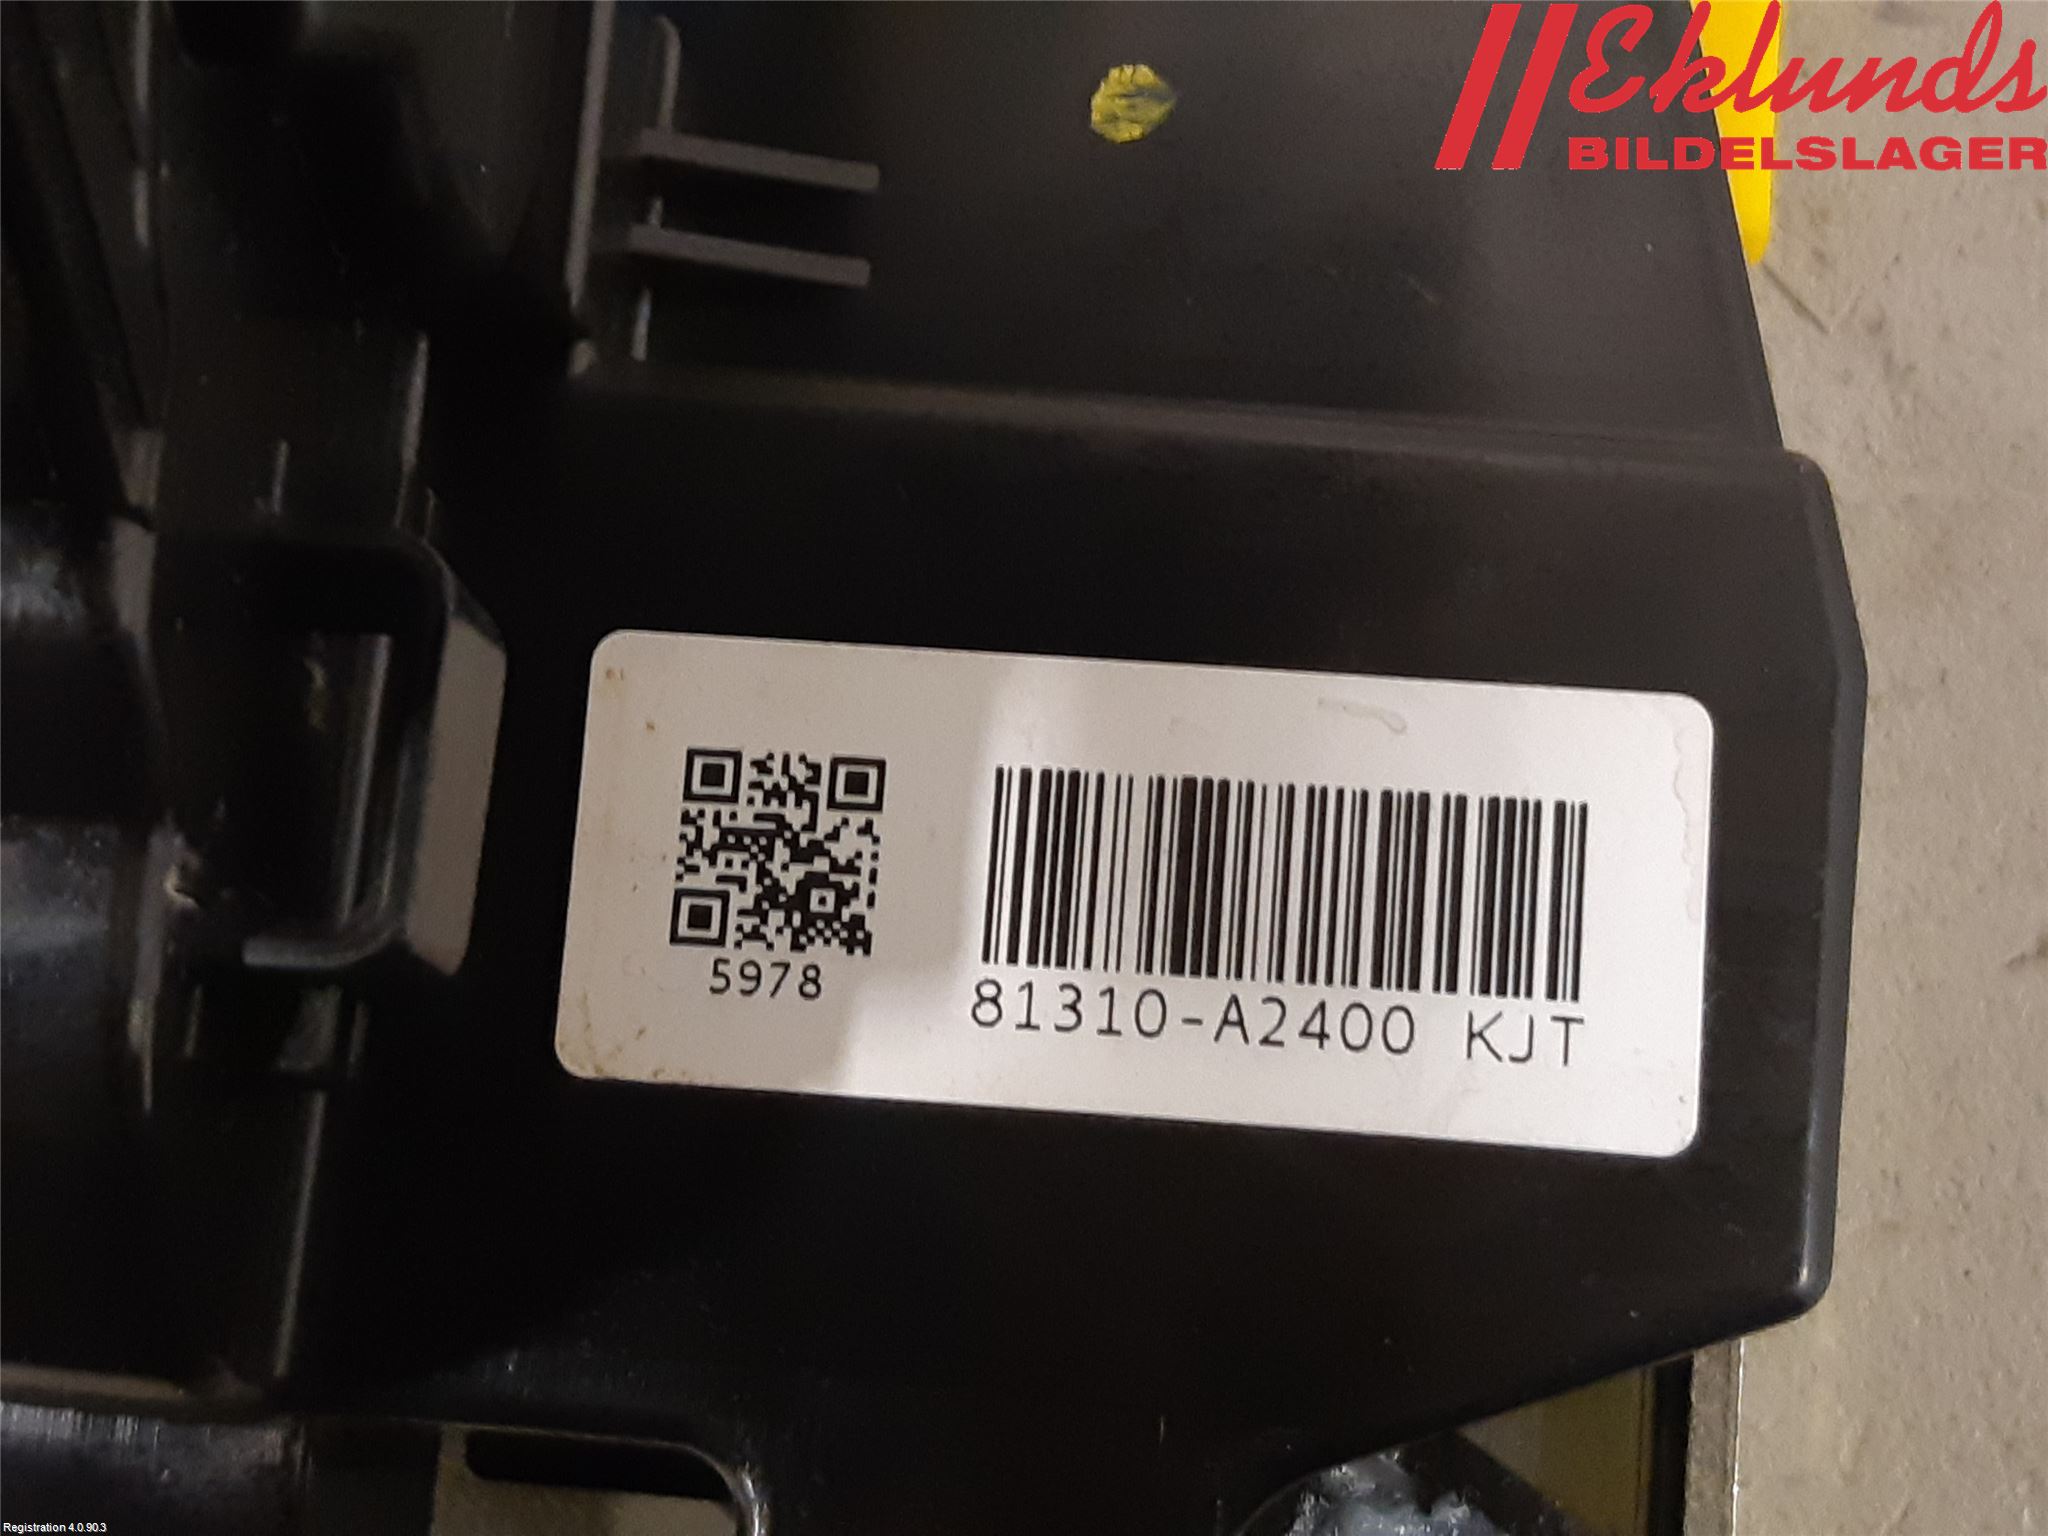 Eklunds
BILDELSLAGER
5978
81310-A2400 KJT
Registration 4.0.90.3